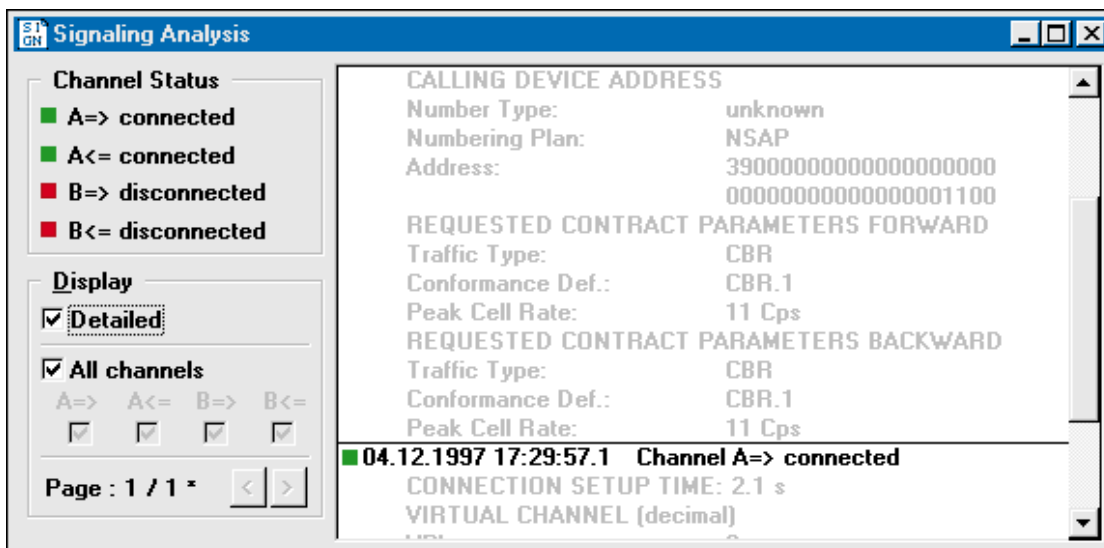 SIGN Signaling Analysis
Channel Status
A=> connected
A<= connected
B=> disconnected
B<= disconnected
Display
Detailed
All channels
A=> A<= B=> B<=
Page : 1 / 1 *
< >
CALLING DEVICE ADDRESS
Number Type: unknown
Numbering Plan: NSAP
Address: 39000000000000000000
00000000000000001100
REQUESTED CONTRACT PARAMETERS FORWARD
Traffic Type: CBR
Conformance Def.: CBR.1
Peak Cell Rate: 11 Cps
REQUESTED CONTRACT PARAMETERS BACKWARD
Traffic Type: CBR
Conformance Def.: CBR.1
Peak Cell Rate: 11 Cps
04.12.1997 17:29:57.1 Channel A=> connected
CONNECTION SETUP TIME: 2.1 s
VIRTUAL CHANNEL (decimal)